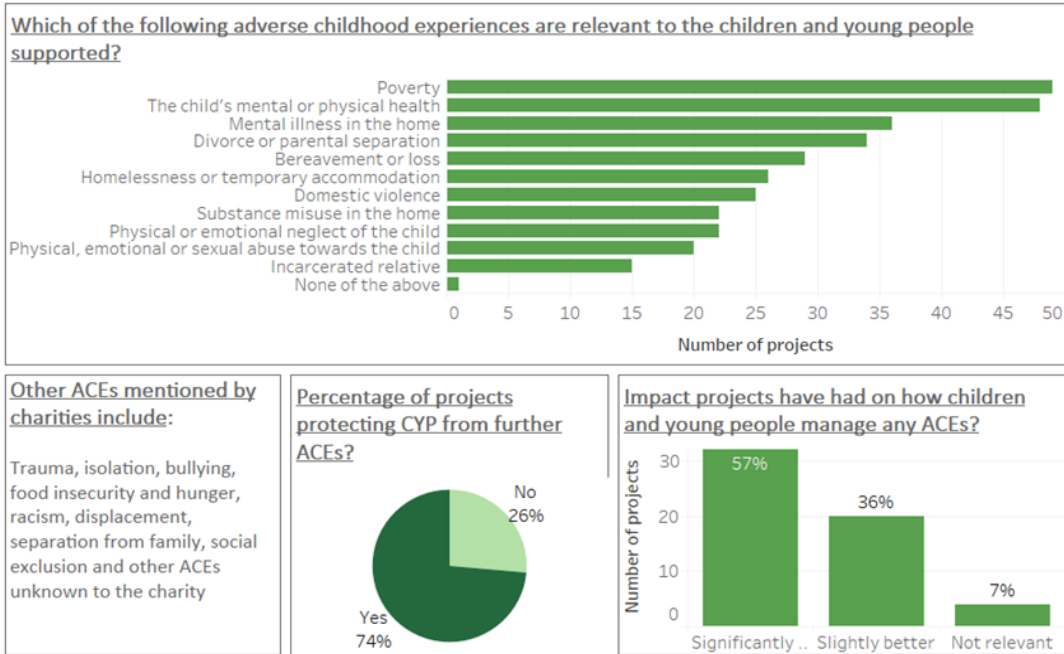 Which of the following adverse childhood experiences are relevant to the children and young people
supported?
Poverty
The child's mental or physical health
Mental illness in the home
Divorce or parental separation
Bereavement or loss
Homelessness or temporary accommodation
Domestic violence
Substance misuse in the home
Physical or emotional neglect of the child
Physical, emotional or sexual abuse towards the child
Incarcerated relative
None of the above
0 5 10 15 20 25 30 35 40 45 50
Number of projects
Other ACEs mentioned by
charities include:
Trauma, isolation, bullying,
food insecurity and hunger,
racism, displacement,
separation from family, social
exclusion and other ACEs
unknown to the charity
Percentage of projects
protecting CYP from further
ACEs?
No
26%
Yes
74%
Impact projects have had on how children
and young people manage any ACEs?
Number of projects
30
20
10
0
57%
36%
7%
Significantly .. Slightly better Not relevant